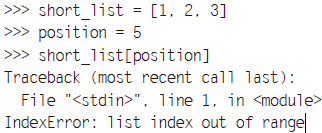 >>> short_list = [1, 2, 3]
>>> position = 5
>>> short_list[position]
Traceback (most recent call last):
  File "<stdin>", line 1, in <module>
IndexError: list index out of range